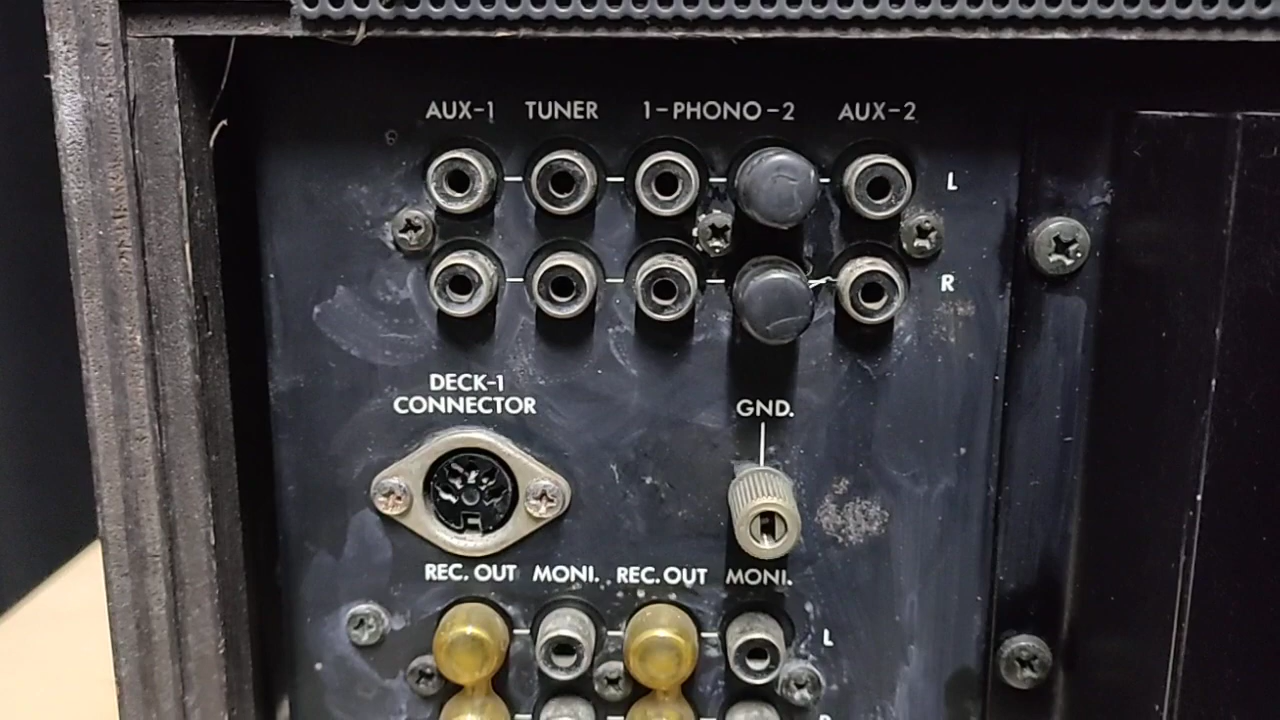 AUX-1 TUNER 1-PHONO-2 AUX-2
L
R
DECK-1
CONNECTOR
GND.
REC. OUT MONI. REC. OUT MONI.
L